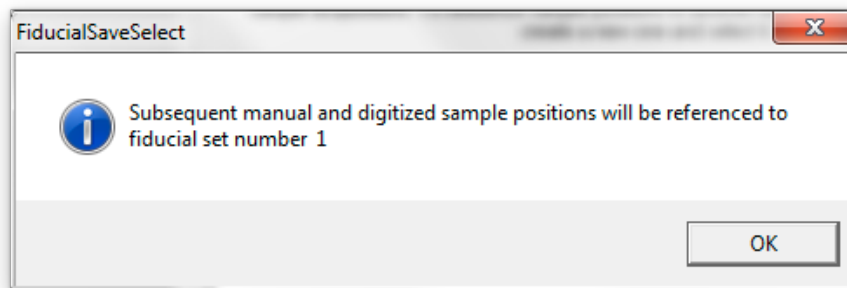 FiducialSaveSelect
Subsequent manual and digitized sample positions will be referenced to
fiducial set number 1
OK